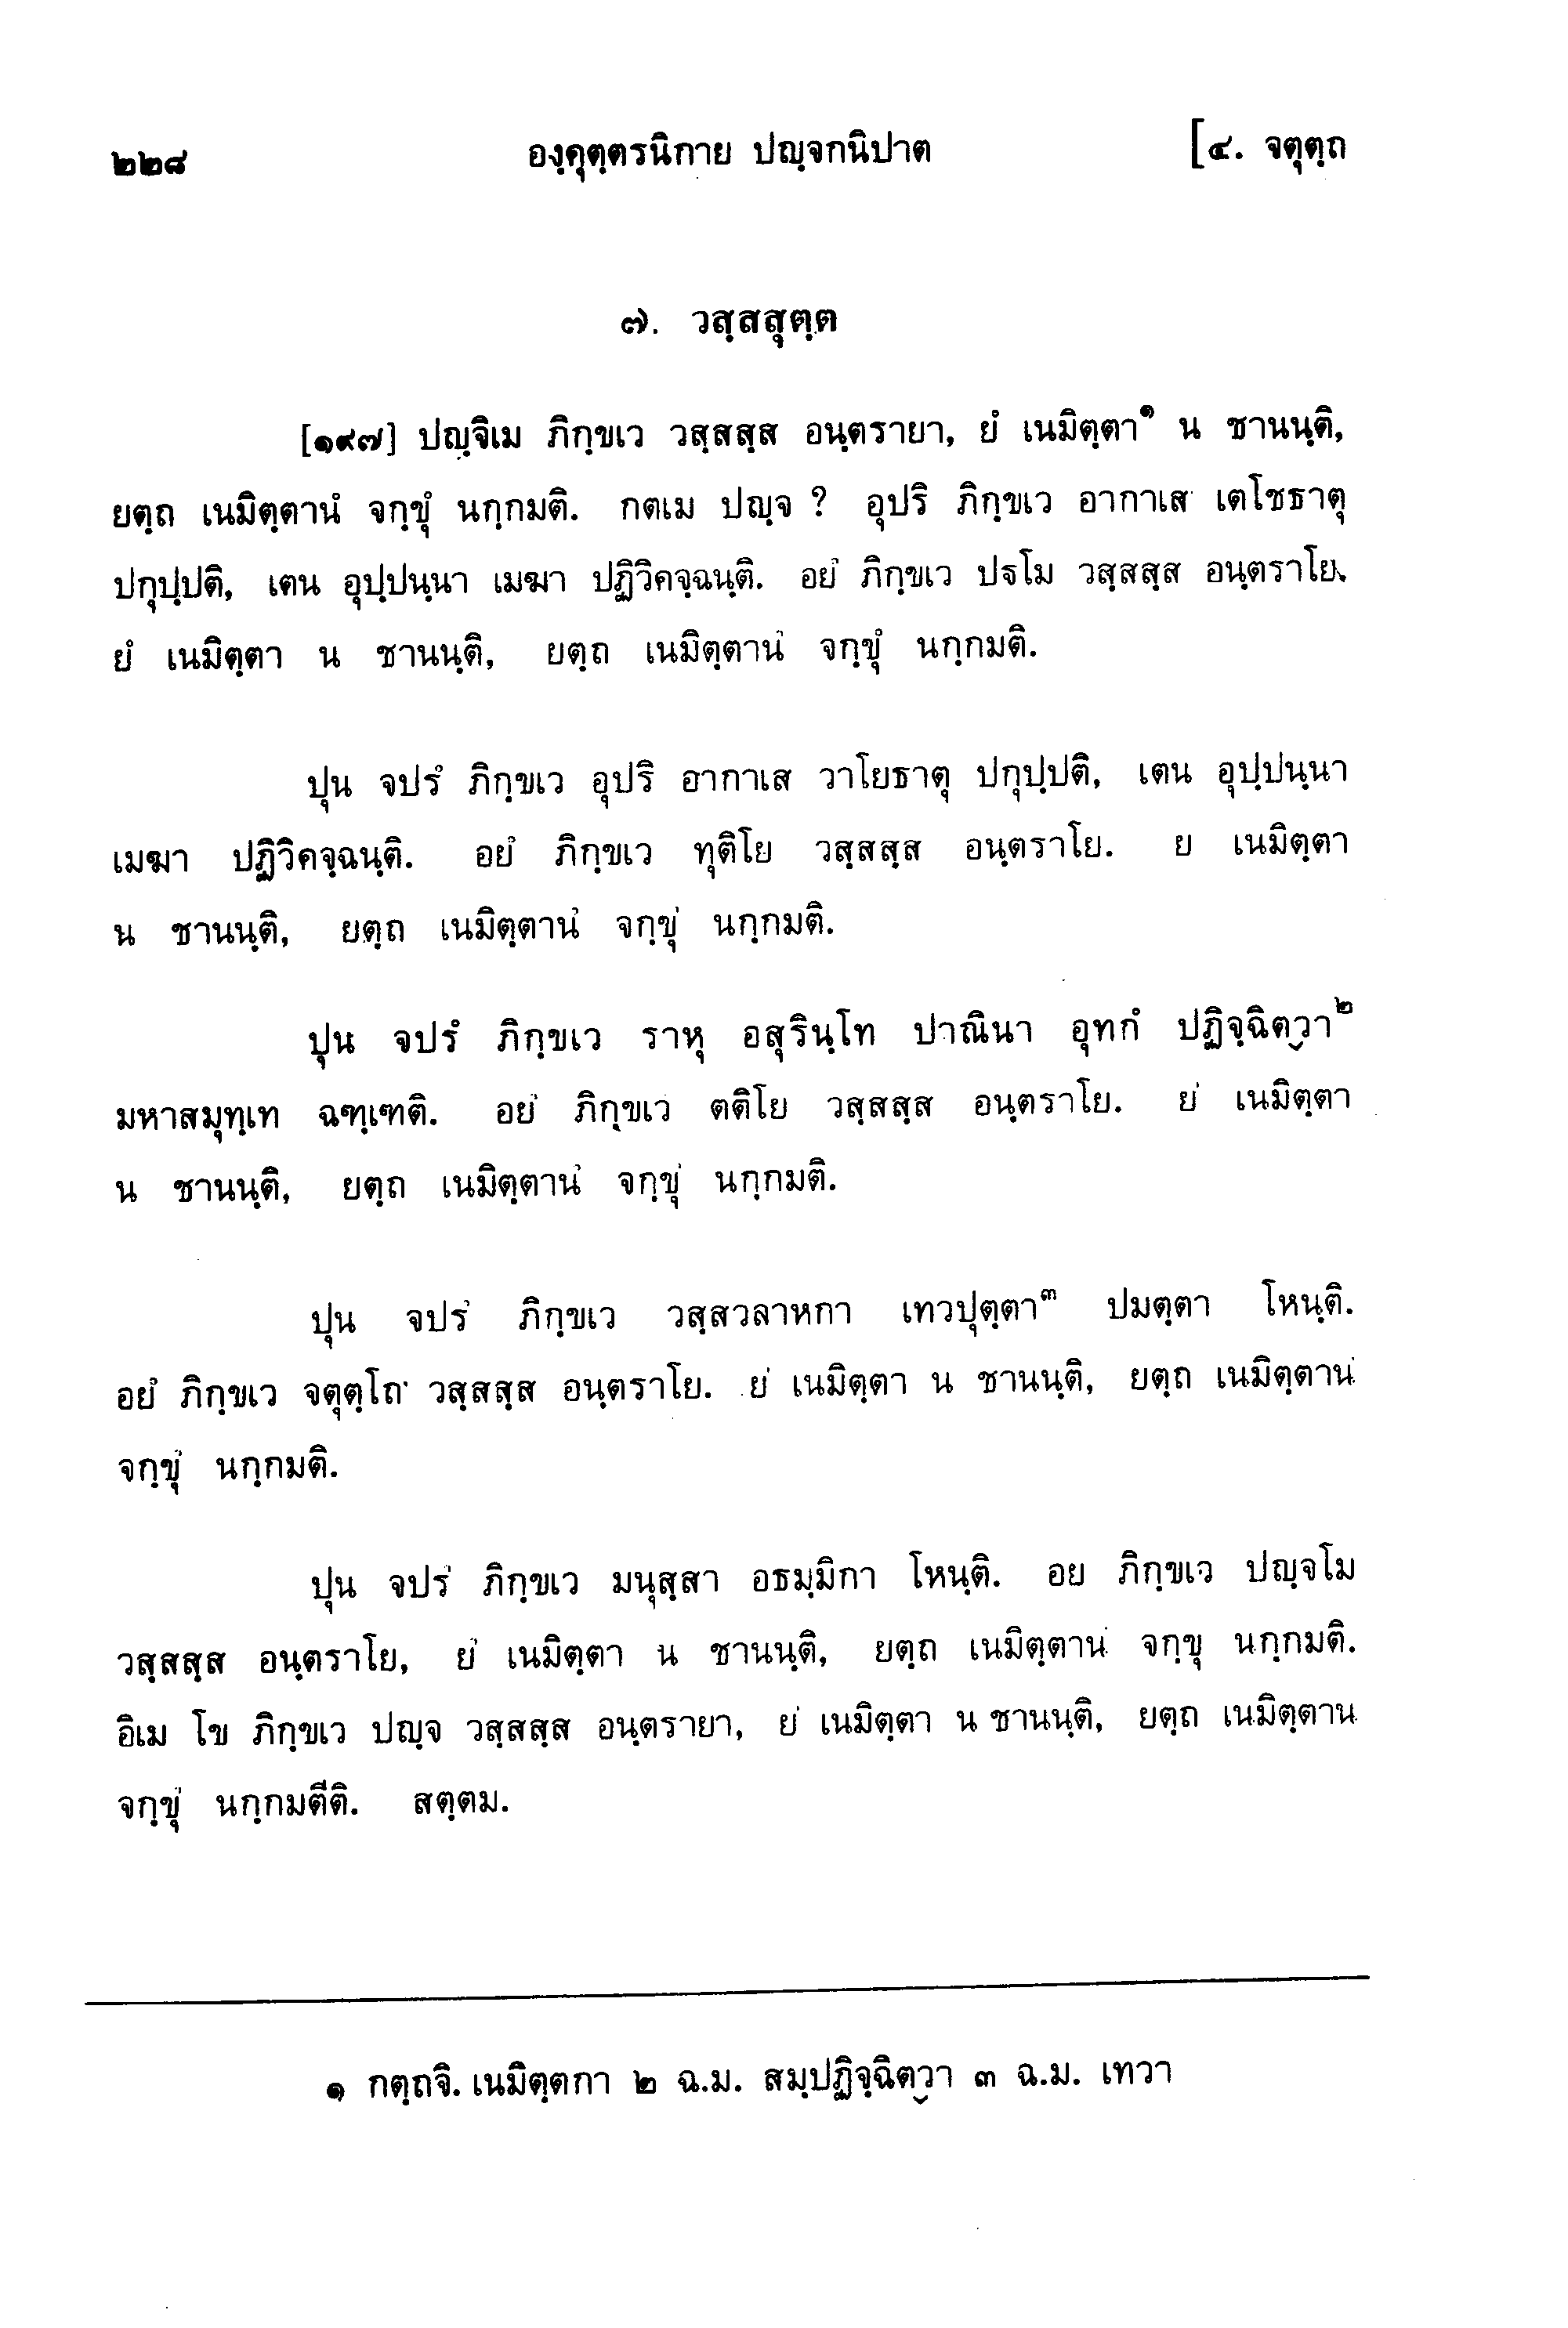 ๒๒๘ องฺคุตฺตรนิกาย ปญฺจกนิปาต [๔. จตุตฺถ
๗. วสฺสสุตฺต
[๑๙๗] ปญฺจิเม ภิกฺขเว วสฺสสฺส อนฺตรายา, ยํ เนมิตฺตา๑ น ชานนฺติ,
ยตฺถ เนมิตฺตานํ จกฺขุํ นกฺกมติ. กตเม ปญฺจ ? อุปริ ภิกฺขเว อากาเส เตโชธาตุ
ปกุปฺปติ, เตน อุปฺปนฺนา เมฆา ปฏิวิคจฺฉนฺติ. อยํ ภิกฺขเว ปฐโม วสฺสสฺส อนฺตราโย.
ยํ เนมิตฺตา น ชานนฺติ, ยตฺถ เนมิตฺตานํ จกฺขุํ นกฺกมติ.
ปุน จปรํ ภิกฺขเว อุปริ อากาเส วาโยธาตุ ปกุปฺปติ, เตน อุปฺปนฺนา
เมฆา ปฏิวิคจฺฉนฺติ. อยํ ภิกฺขเว ทุติโย วสฺสสฺส อนฺตราโย. ย เนมิตฺตา
น ชานนฺติ, ยตฺถ เนมิตฺตานํ จกฺขุํ นกฺกมติ.
ปุน จปรํ ภิกฺขเว ราหุ อสุรินฺโท ปาณินา อุทกํ ปฏิจฺฉิตฺวา๒
มหาสมุทฺเท ฉฑฺเฑติ. อยํ ภิกฺขเว ตติโย วสฺสสฺส อนฺตราโย. ยํ เนมิตฺตา
น ชานนฺติ, ยตฺถ เนมิตฺตานํ จกฺขุํ นกฺกมติ.
ปุน จปรํ ภิกฺขเว วสฺสวลาหกา เทวปุตฺตา๓ ปมตฺตา โหนฺติ.
อยํ ภิกฺขเว จตุตฺโถ วสฺสสฺส อนฺตราโย. ยํ เนมิตฺตา น ชานนฺติ, ยตฺถ เนมิตฺตานํ
จกฺขุํ นกฺกมติ.
ปุน จปรํ ภิกฺขเว มนุสฺสา อธมฺมิกา โหนฺติ. อย ภิกฺขเว ปญฺจโม
วสฺสสฺส อนฺตราโย, ยํ เนมิตฺตา น ชานนฺติ, ยตฺถ เนมิตฺตานํ จกฺขุ นกฺกมติ.
อิเม โข ภิกฺขเว ปญฺจ วสฺสสฺส อนฺตรายา, ยํ เนมิตฺตา น ชานนฺติ, ยตฺถ เนมิตฺตาน
จกฺขุํ นกฺกมตีติ. สตฺตม.
๑ กตฺถจิ. เนมิตฺตกา ๒ ฉ.ม. สมฺปฏิจฺฉิตฺวา ๓ ฉ.ม. เทวา